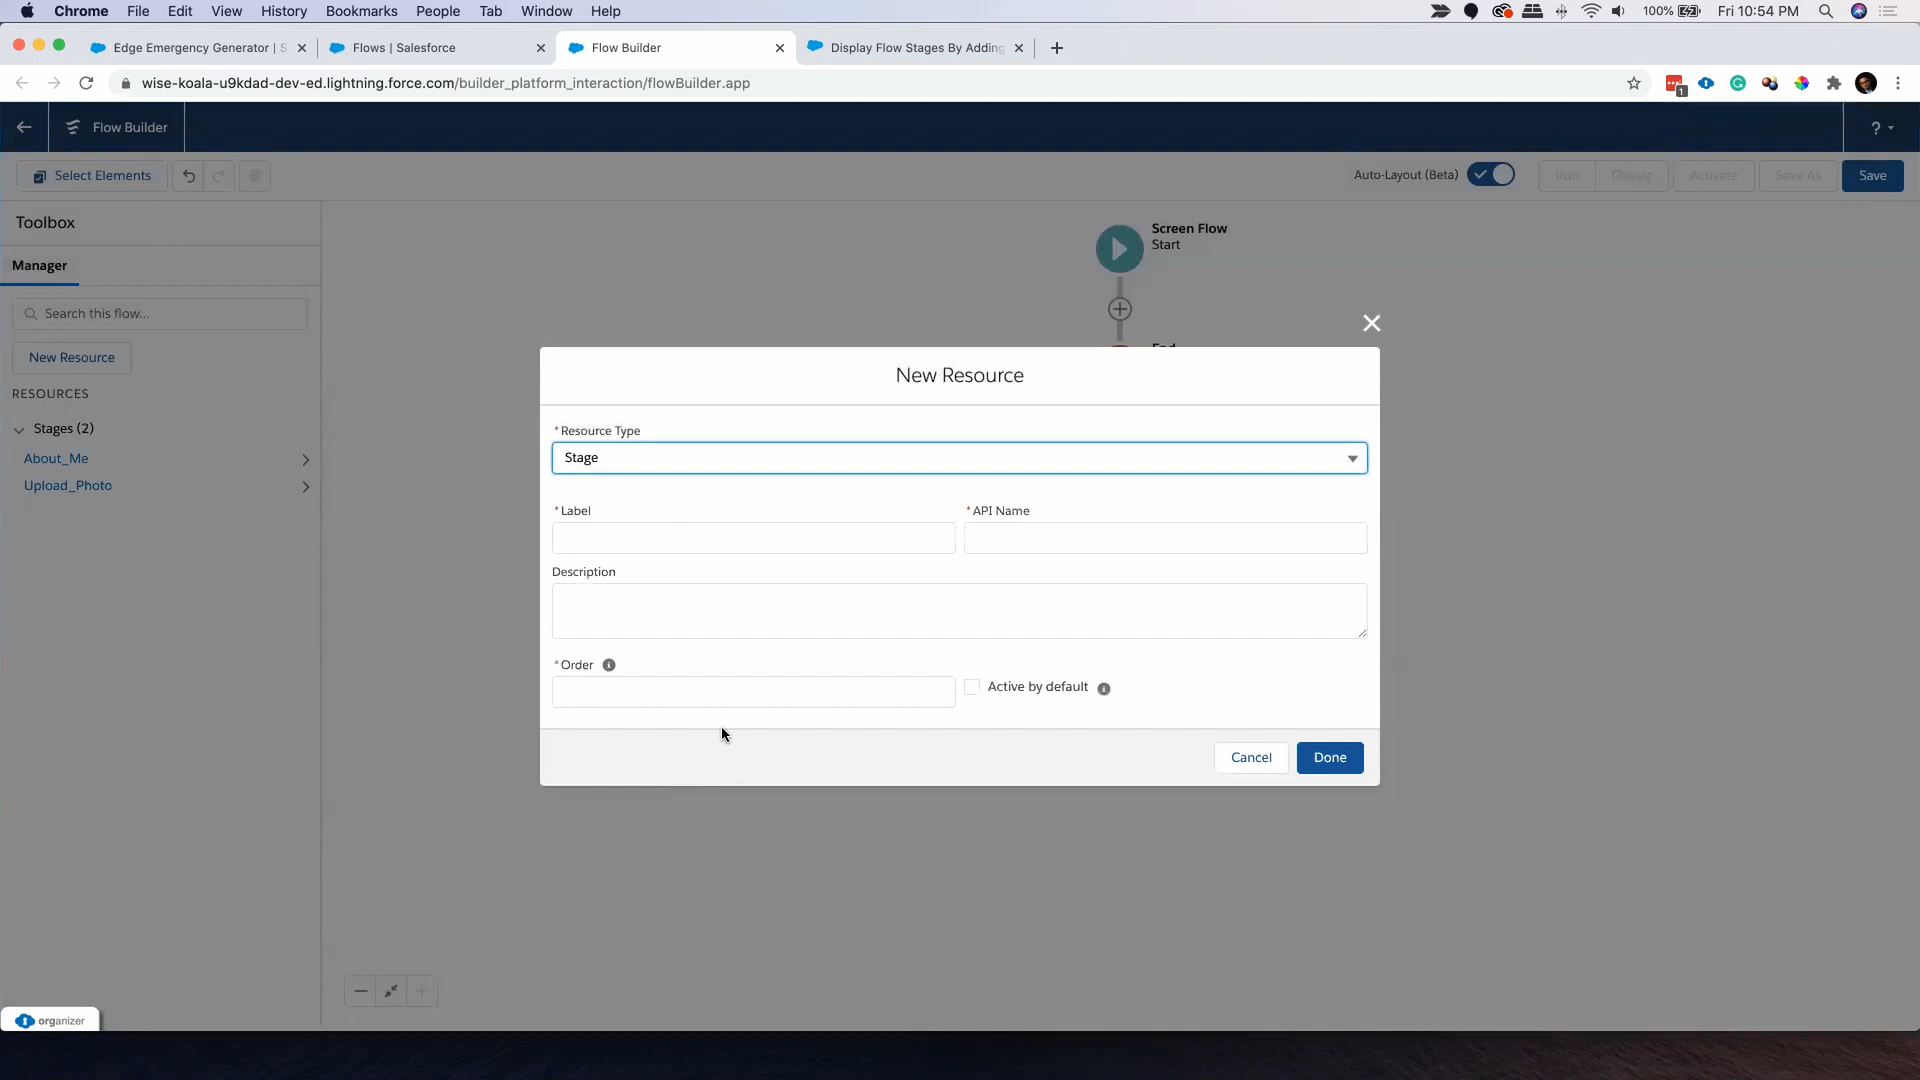 Chrome File Edit View History Bookmarks People Tab Window Help 100% Fri 10:54 PM
Edge Emergency Generator | S
Flows | Salesforce
Flow Builder
Display Flow Stages By Adding
wise-koala-u9kdad-dev-ed.lightning.force.com/builder_platform_interaction/flowBuilder.app
1
Flow Builder
?
Select Elements
Auto-Layout (Beta)
Run
Debug
Activate
Save As
Save
Toolbox
Manager
Search this flow...
New Resource
RESOURCES
Stages (2)
About_Me
Upload_Photo
Screen Flow
Start
End
New Resource
*Resource Type
Stage
*Label
*API Name
Description
*Order
Active by default
Cancel
Done
organizer